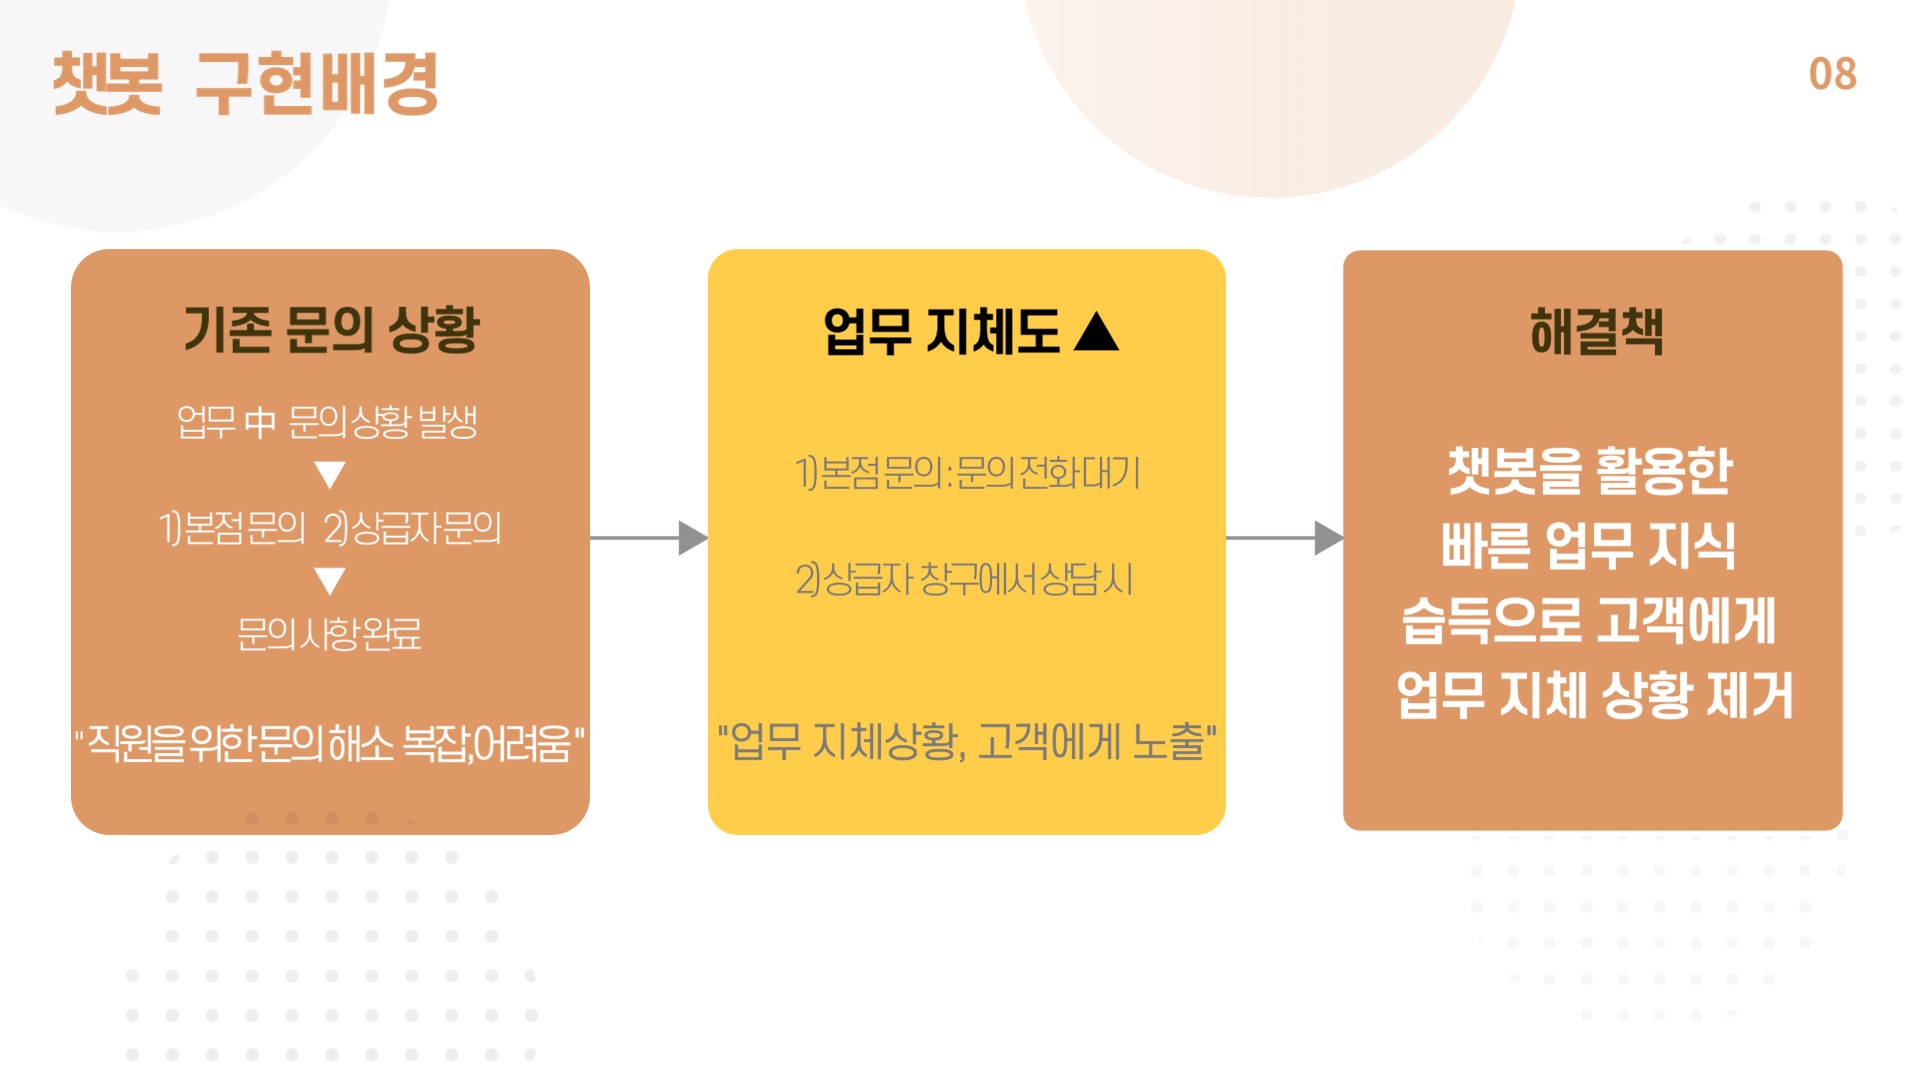 챗봇 구현배경
08
기존 문의 상황
업무 中 문의 상황 발생
▼
1) 본점 문의 2) 상급자 문의
▼
문의 사항 완료
"직원을 위한 문의 해소 복잡,어려움"
업무 지체도 ▲
1) 본점 문의 : 문의 전화 대기
2) 상급자 창구에서 상담 시
"업무 지체상황, 고객에게 노출"
해결책
챗봇을 활용한
빠른 업무 지식
습득으로 고객에게
업무 지체 상황 제거